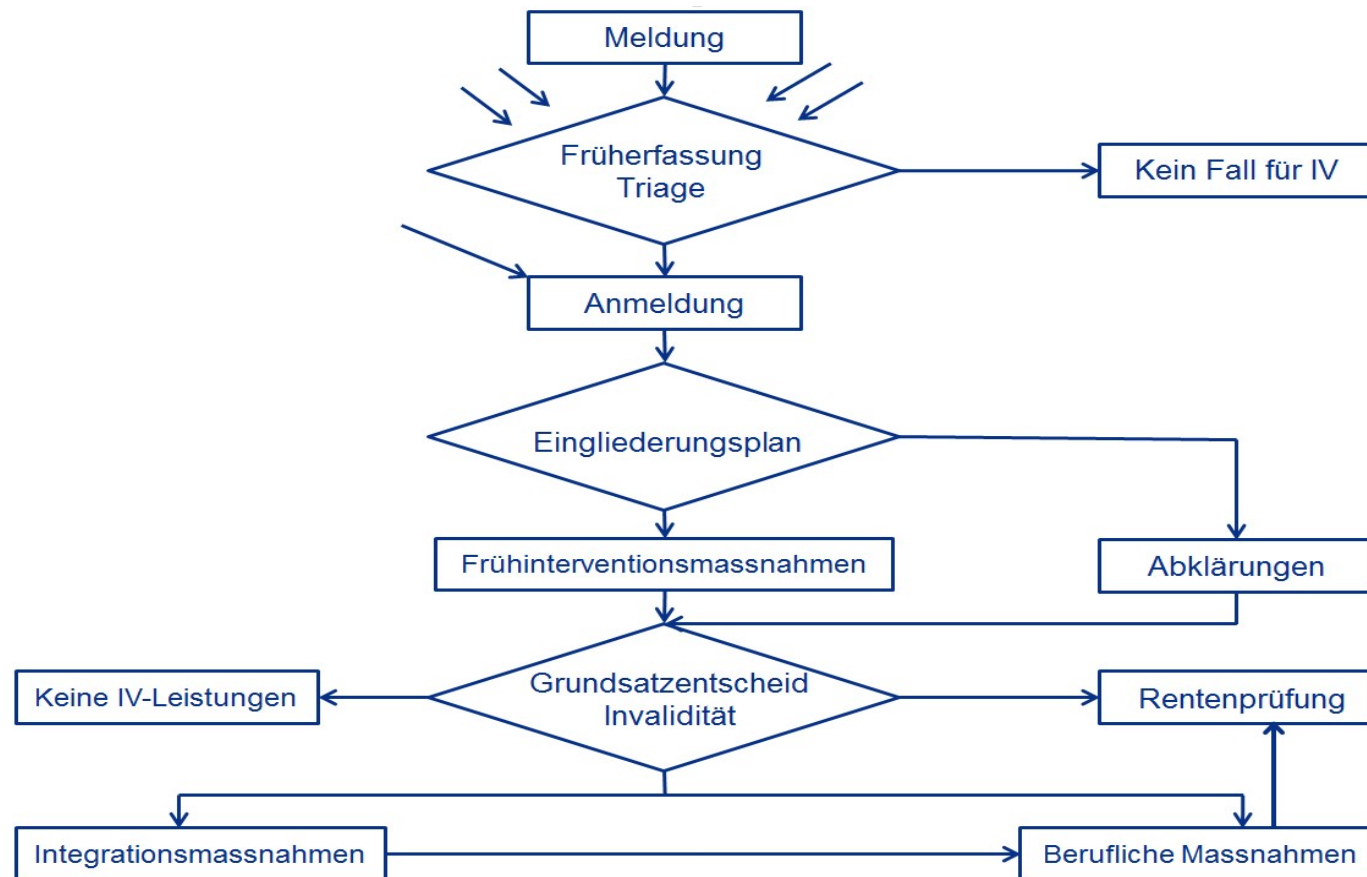 Meldung
Früherfassung
Triage
Kein Fall für IV
Anmeldung
Eingliederungsplan
Frühinterventionsmassnahmen
Abklärungen
Keine IV-Leistungen
Grundsatzentscheid
Invalidität
Rentenprüfung
Integrationsmassnahmen
Berufliche Massnahmen